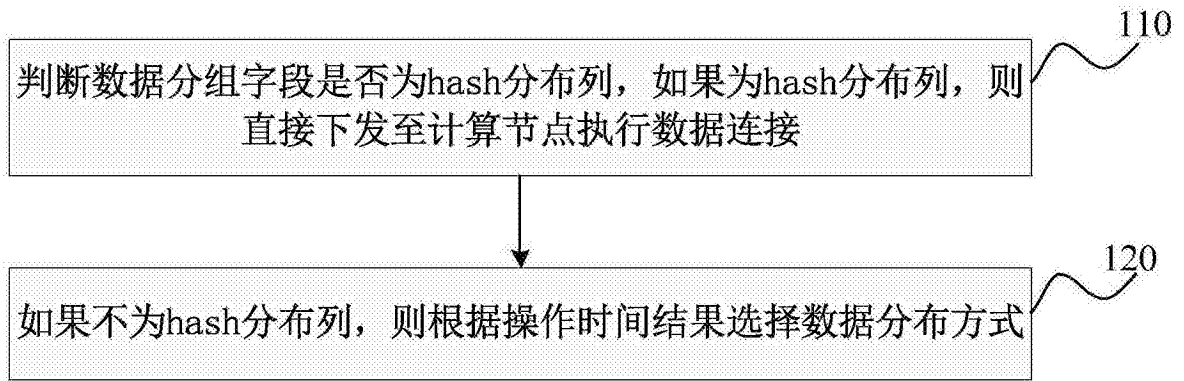 110
判断数据分组字段是否为hash分布列，如果为hash分布列，则
直接下发至计算节点执行数据连接
120
如果不为hash分布列，则根据操作时间结果选择数据分布方式